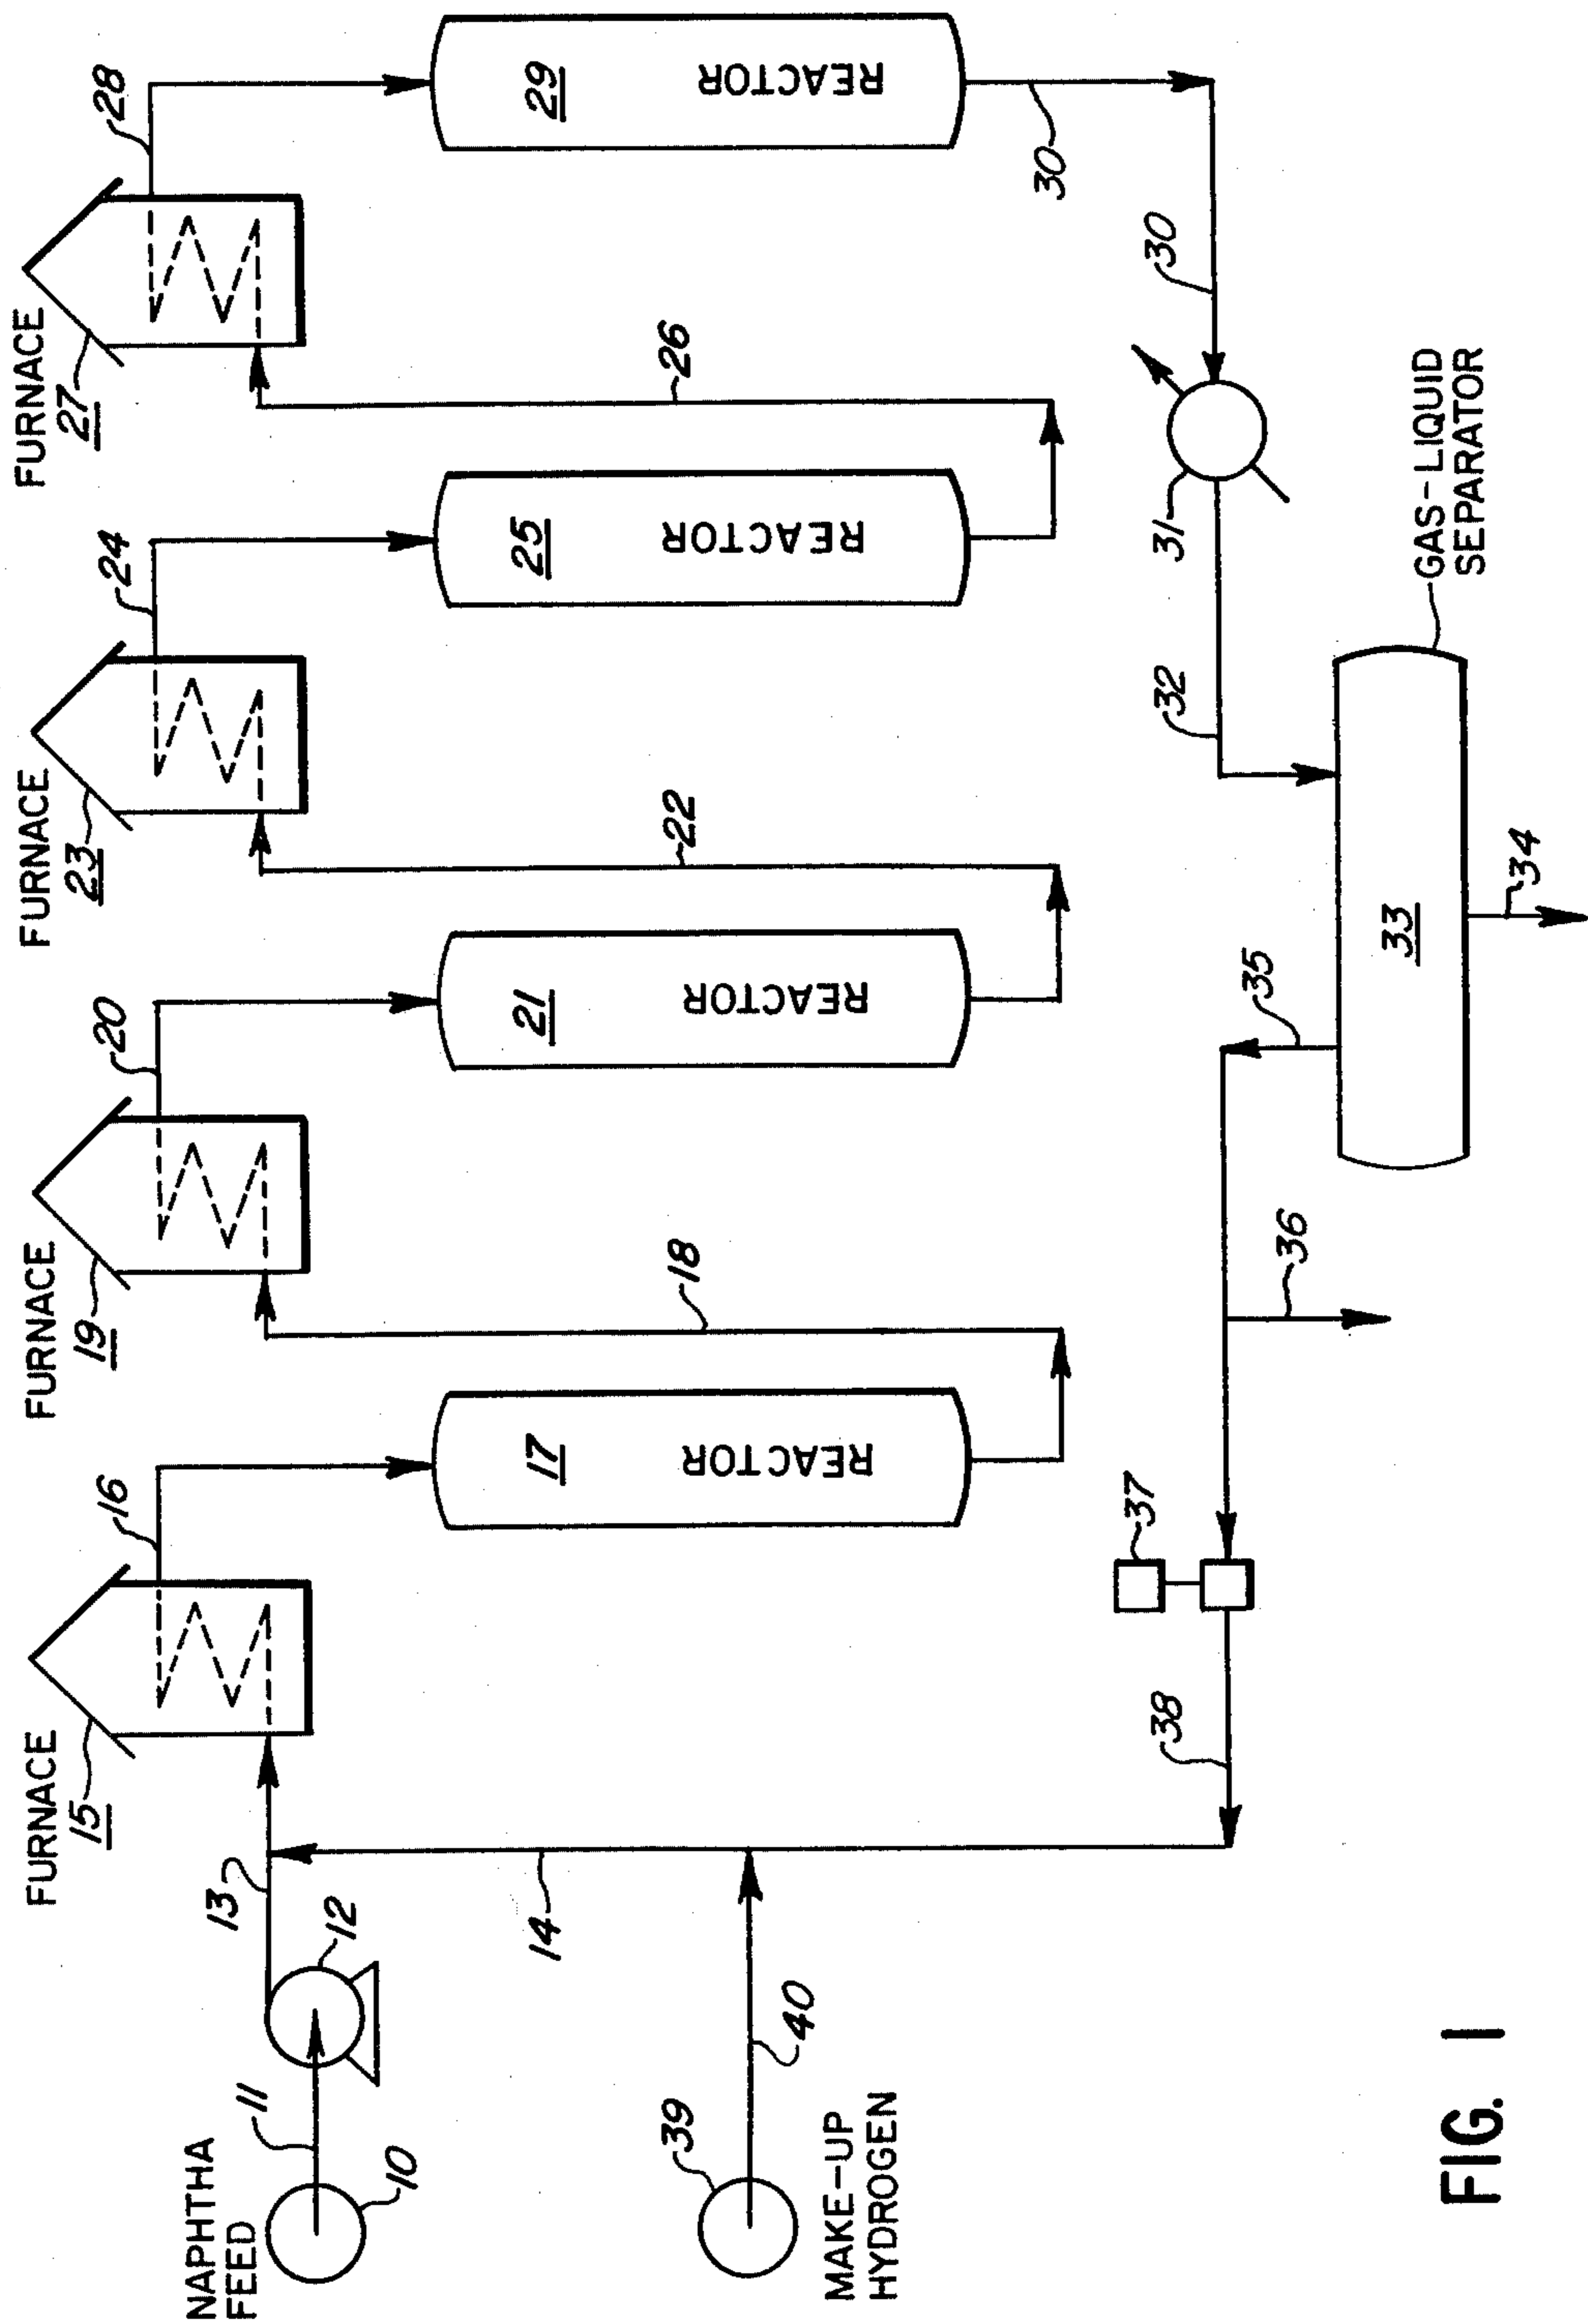 FURNACE
15
FURNACE
19
FURNACE
23
FURNACE
27
16
20
24
28
NAPHTHA
FEED
10
11
12
13
14
17
REACTOR
21
REACTOR
25
REACTOR
29
REACTOR
18
22
26
30
30
39
40
MAKE-UP
HYDROGEN
38
37
36
35
32
31
33
34
GAS-LIQUID
SEPARATOR
FIG. 1